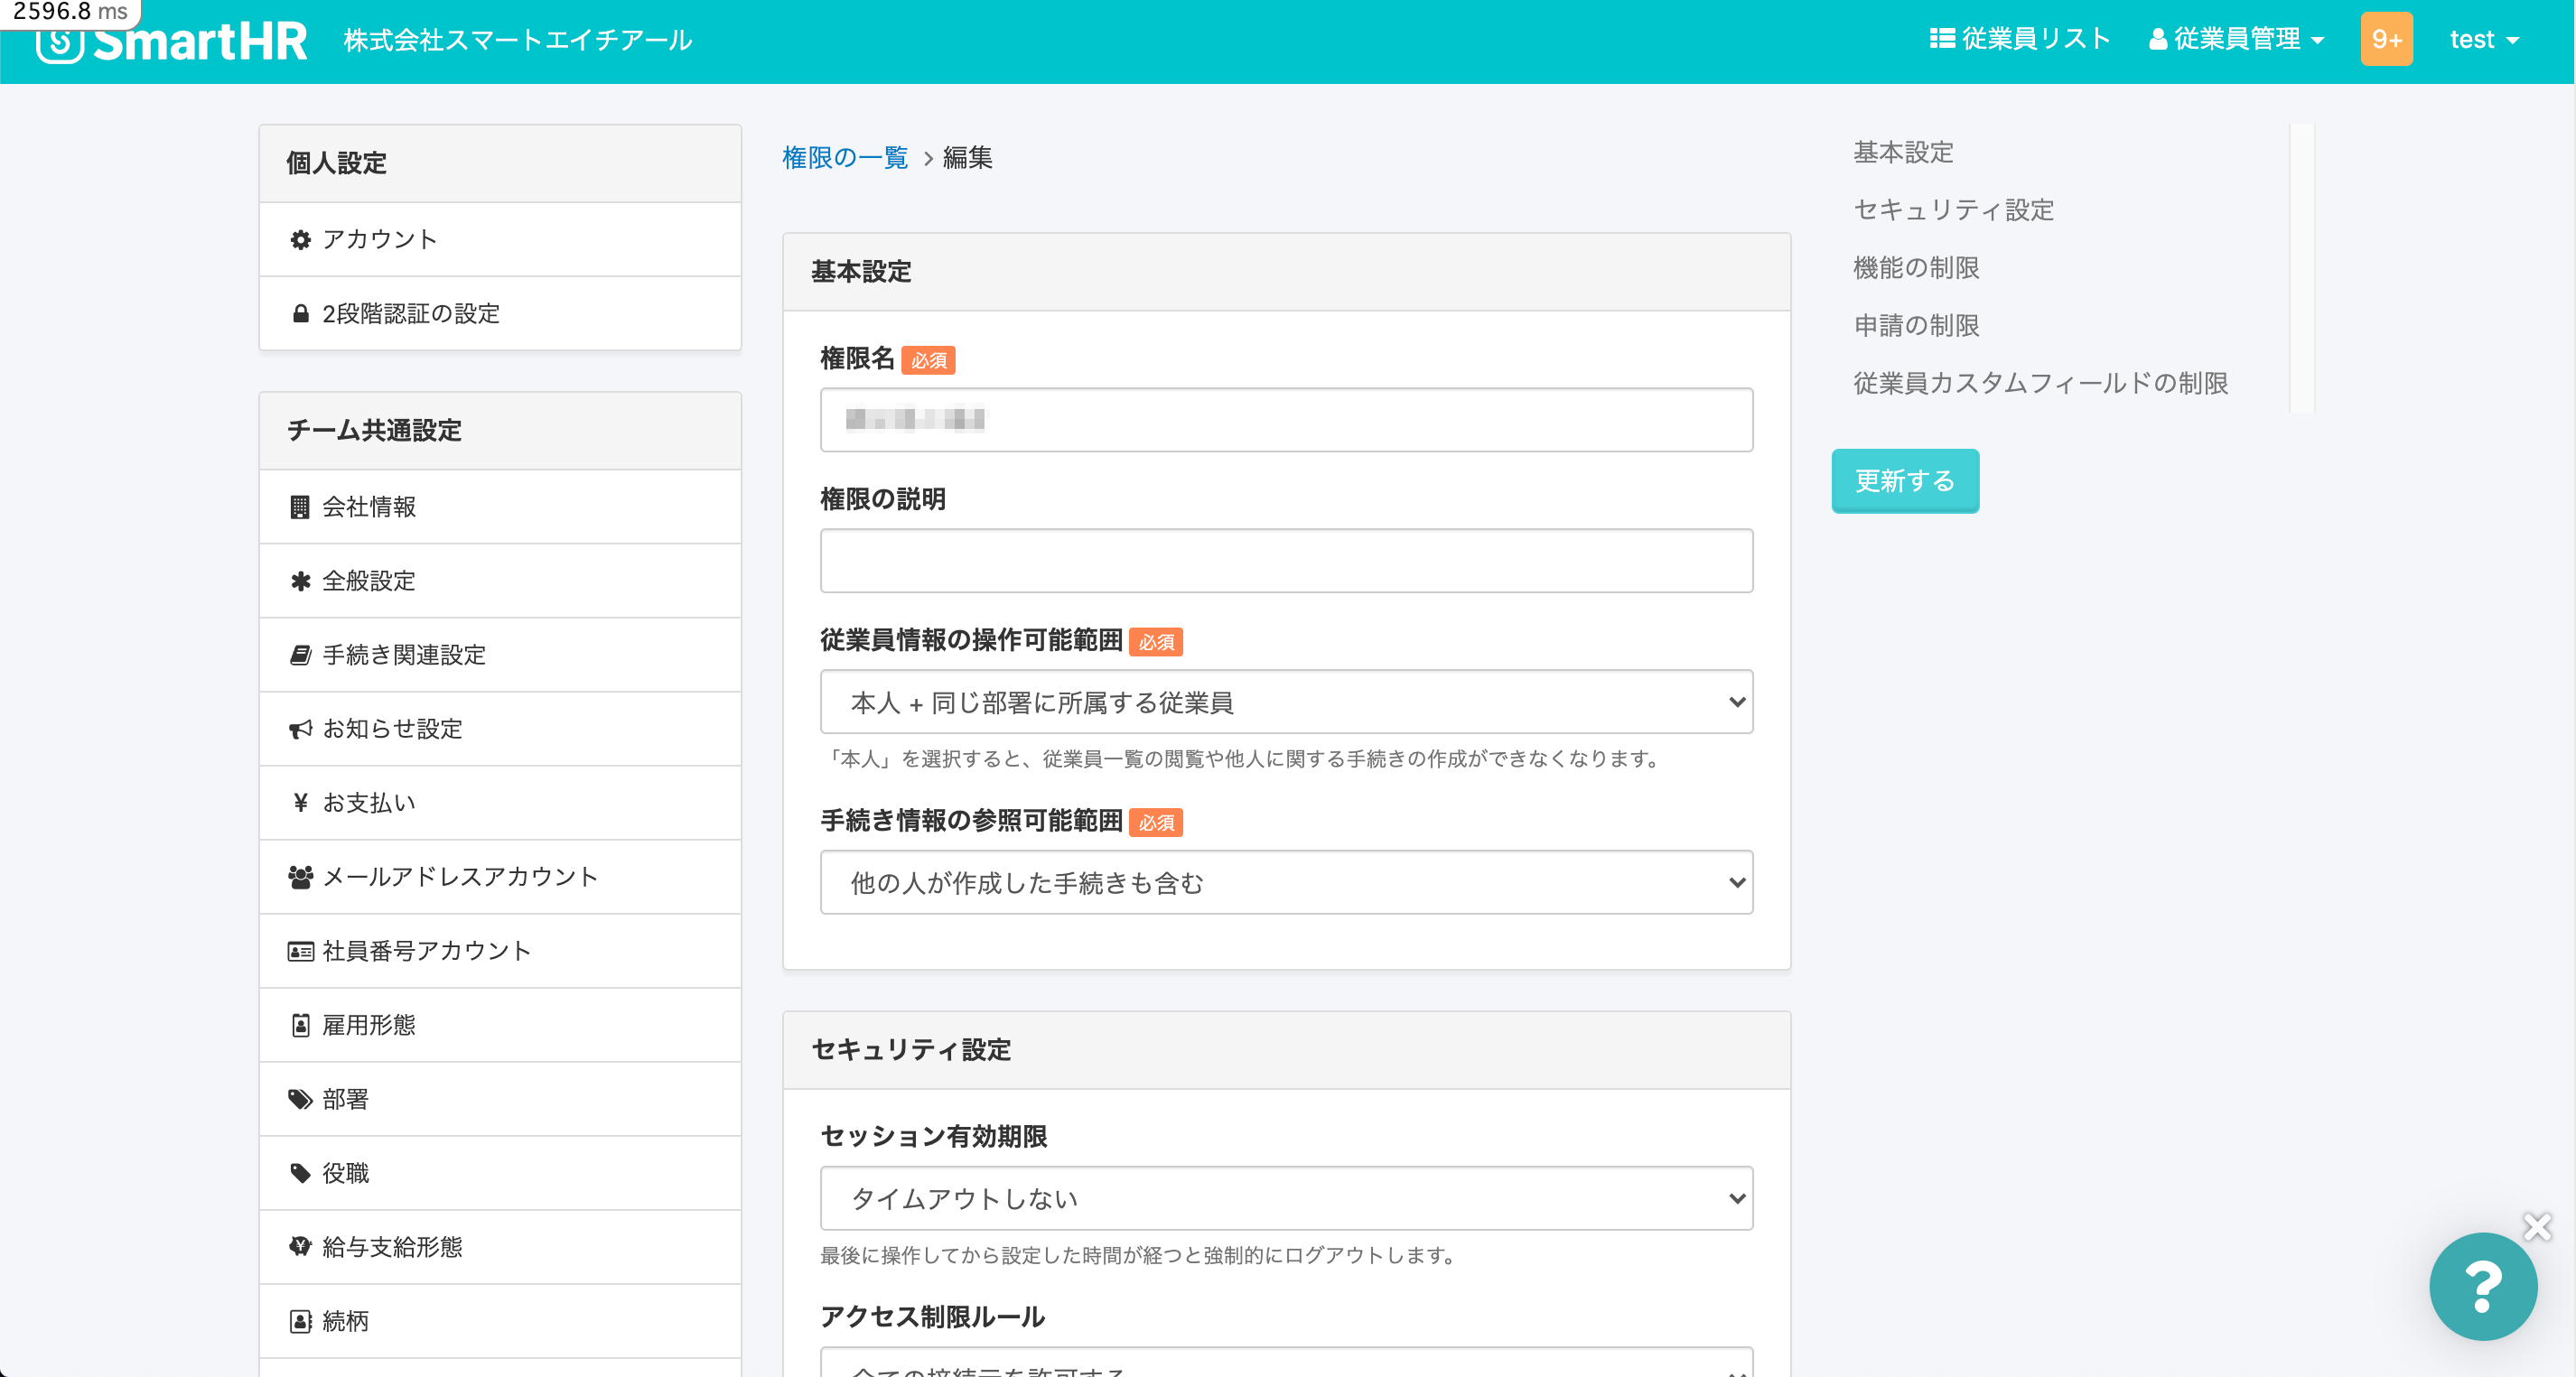 2596.8 ms
SmartHR 株式会社スマートエイチアール 従業員リスト 従業員管理 9+ test
個人設定
アカウント
2段階認証の設定
チーム共通設定
会社情報
全般設定
手続き関連設定
お知らせ設定
¥ お支払い
メールアドレスアカウント
社員番号アカウント
雇用形態
部署
役職
給与支給形態
続柄
権限の一覧 > 編集
基本設定
権限名 必須
権限の説明
従業員情報の操作可能範囲 必須
本人 + 同じ部署に所属する従業員
「本人」を選択すると、従業員一覧の閲覧や他人に関する手続きの作成ができなくなります。
手続き情報の参照可能範囲 必須
他の人が作成した手続きも含む
セキュリティ設定
セッション有効期限
タイムアウトしない
最後に操作してから設定した時間が経つと強制的にログアウトします。
アクセス制限ルール
全ての接続元を許可する
基本設定
セキュリティ設定
機能の制限
申請の制限
従業員カスタムフィールドの制限
更新する
?